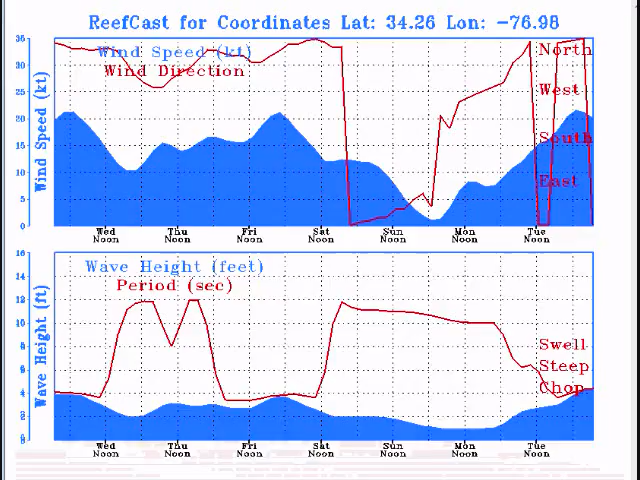 ReefCast for Coordinates Lat: 34.26 Lon: -76.98
Wind Speed (kt)
Wind Direction
Wind Speed (kt)
35
30
25
20
15
10
5
0
North
West
South
East
Wed Noon
Thu Noon
Fri Noon
Sat Noon
Sun Noon
Mon Noon
Tue Noon
Wave Height (feet)
Period (sec)
Wave Height (ft)
16
14
12
10
8
6
4
2
0
Swell
Steep
Chop
Wed Noon
Thu Noon
Fri Noon
Sat Noon
Sun Noon
Mon Noon
Tue Noon